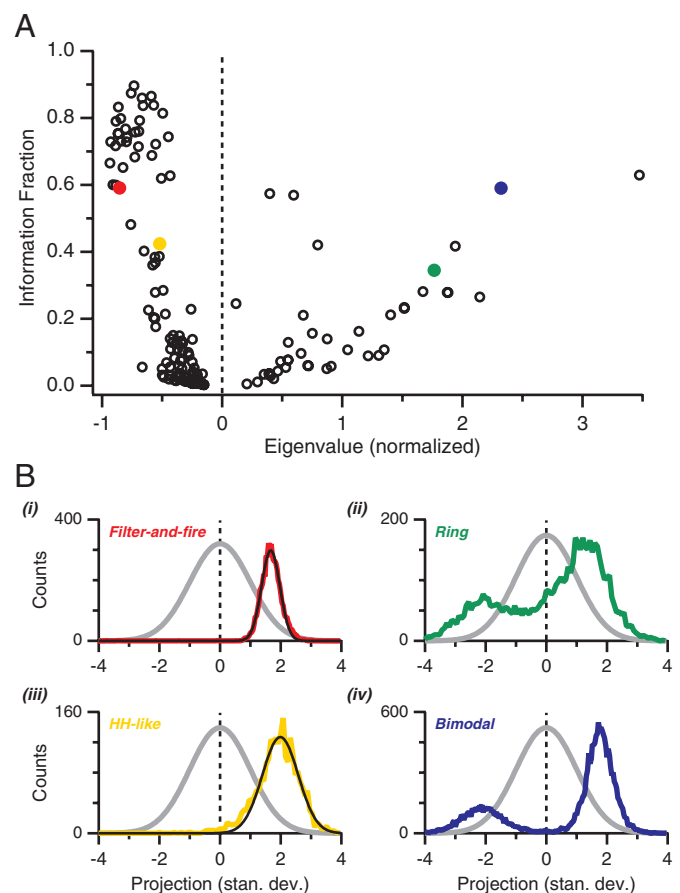 A
Information Fraction
1.0
0.8
0.6
0.4
0.2
0.0
-1 0 1 2 3
Eigenvalue (normalized)
B
(i)
Filter-and-fire
400
0
Counts
-4 -2 0 2 4
(ii)
Ring
200
0
-4 -2 0 2 4
(iii)
HH-like
160
0
Counts
-4 -2 0 2 4
Projection (stan. dev.)
(iv)
Bimodal
600
0
-4 -2 0 2 4
Projection (stan. dev.)